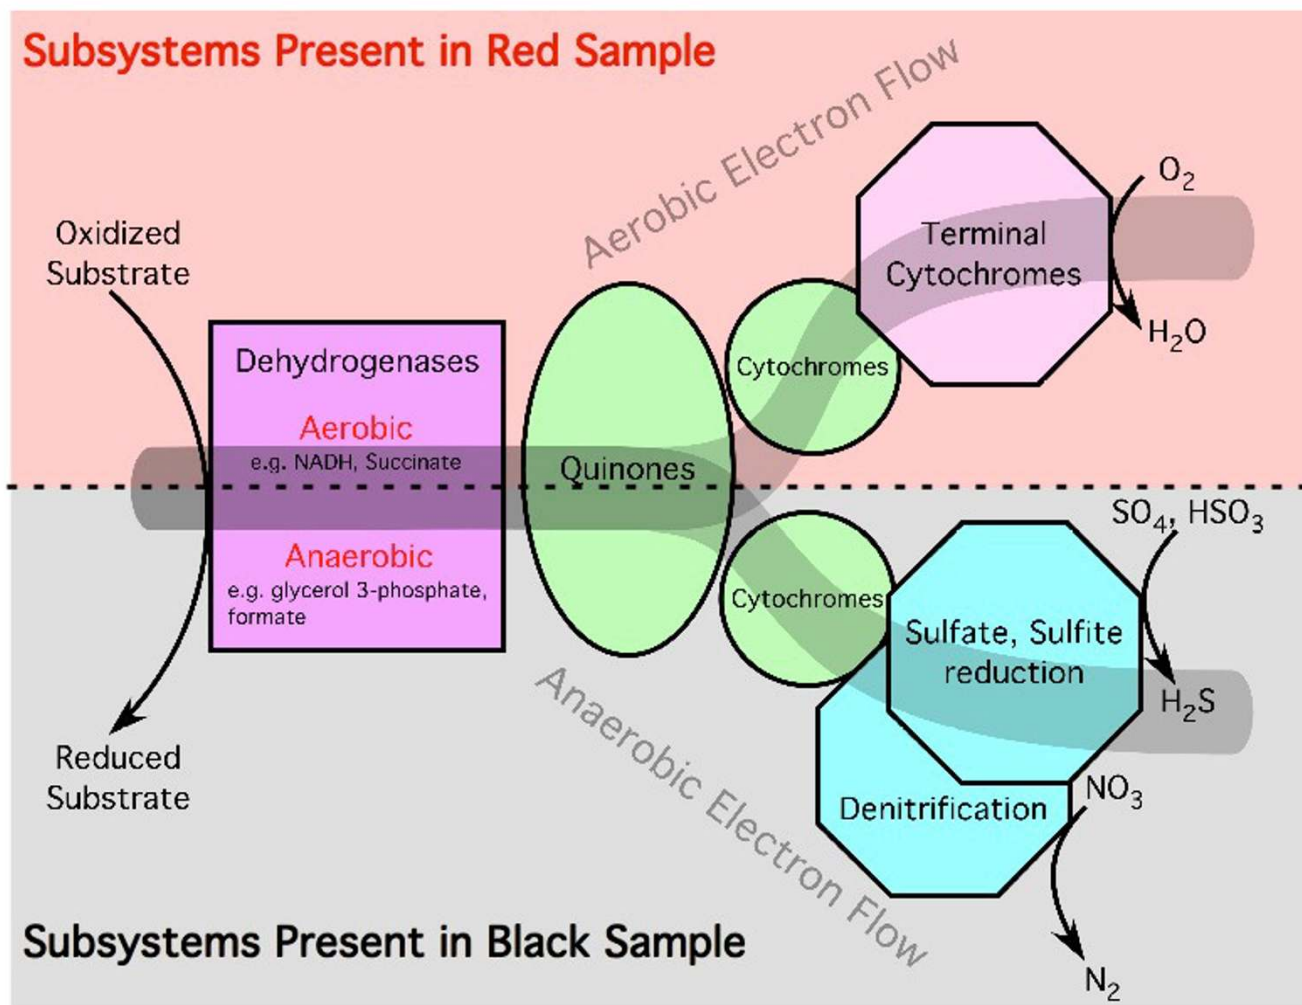 Subsystems Present in Red Sample
Aerobic Electron Flow
O₂
Terminal
Cytochromes
H₂O
Oxidized
Substrate
Dehydrogenases
Aerobic
e.g. NADH, Succinate
Anaerobic
e.g. glycerol 3-phosphate,
formate
Quinones
Cytochromes
Cytochromes
SO₄, HSO₃
Sulfate, Sulfite
reduction
H₂S
Reduced
Substrate
Anaerobic Electron Flow
Denitrification
NO₃
N₂
Subsystems Present in Black Sample